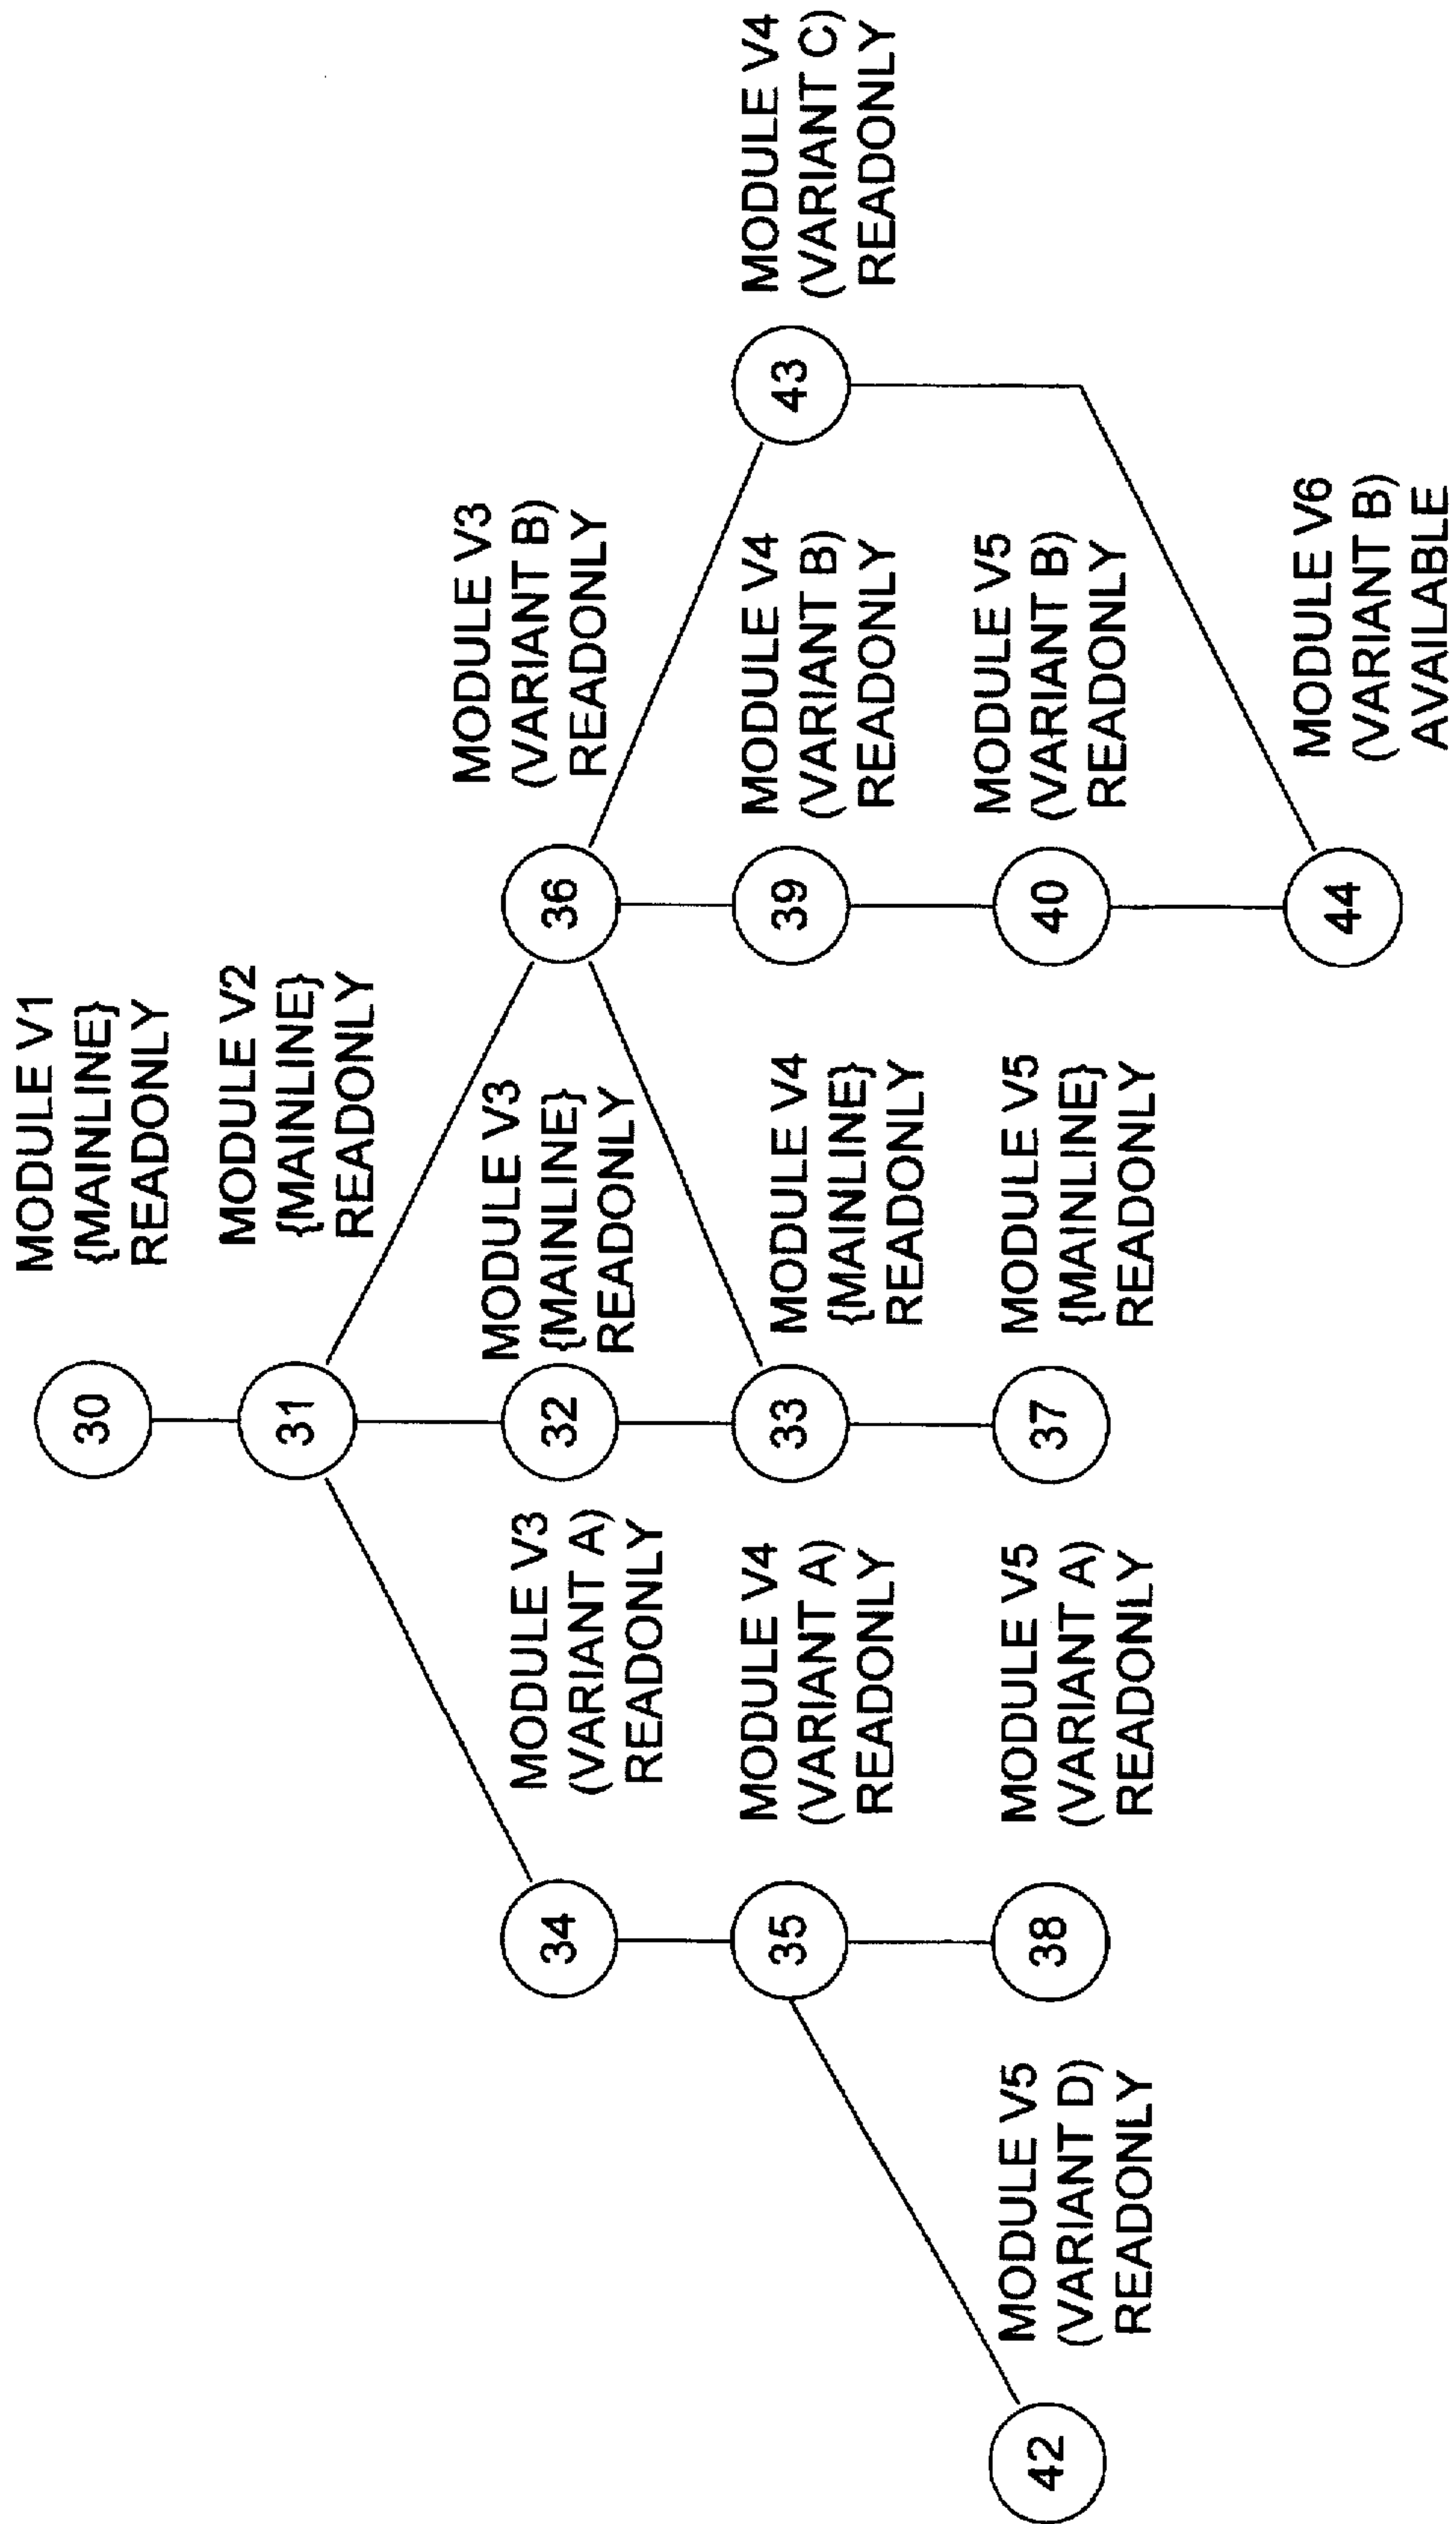 MODULE V1
{MAINLINE}
READONLY
30
MODULE V2
{MAINLINE}
READONLY
31
MODULE V3
(VARIANT A)
READONLY
34
MODULE V3
{MAINLINE}
READONLY
32
MODULE V3
(VARIANT B)
READONLY
36
MODULE V4
(VARIANT A)
READONLY
35
MODULE V4
{MAINLINE}
READONLY
33
MODULE V4
(VARIANT B)
READONLY
39
MODULE V4
(VARIANT C)
READONLY
43
MODULE V5
(VARIANT D)
READONLY
42
MODULE V5
(VARIANT A)
READONLY
38
MODULE V5
{MAINLINE}
READONLY
37
MODULE V5
(VARIANT B)
READONLY
40
MODULE V6
(VARIANT B)
AVAILABLE
44